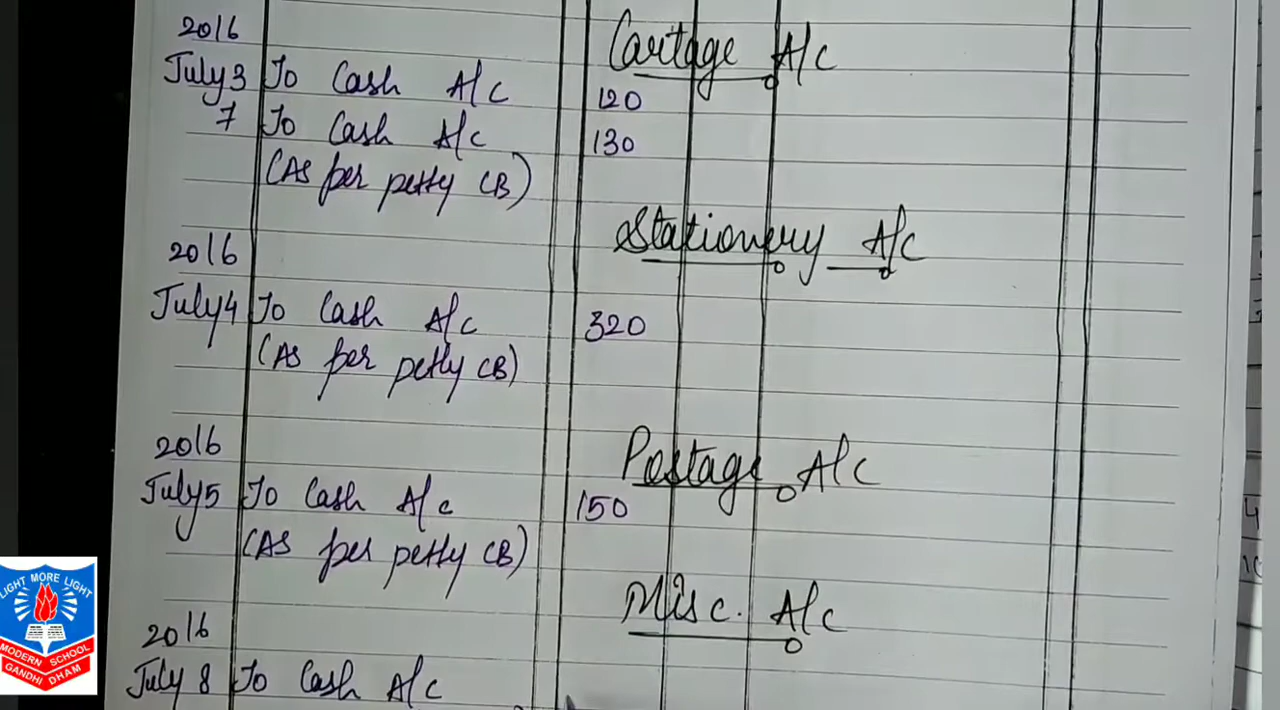 Cartage A/c
2016
July 3 To Cash A/c 120
7 To Cash A/c 130
(As per petty CB)
Stationery A/c
2016
July 4 To Cash A/c 320
(As per petty CB)
Postage A/c
2016
July 5 To Cash A/c 150
(As per petty CB)
Misc. A/c
2016
July 8 To Cash A/c
LIGHT MORE LIGHT
MODERN SCHOOL
GANDHI DHAM